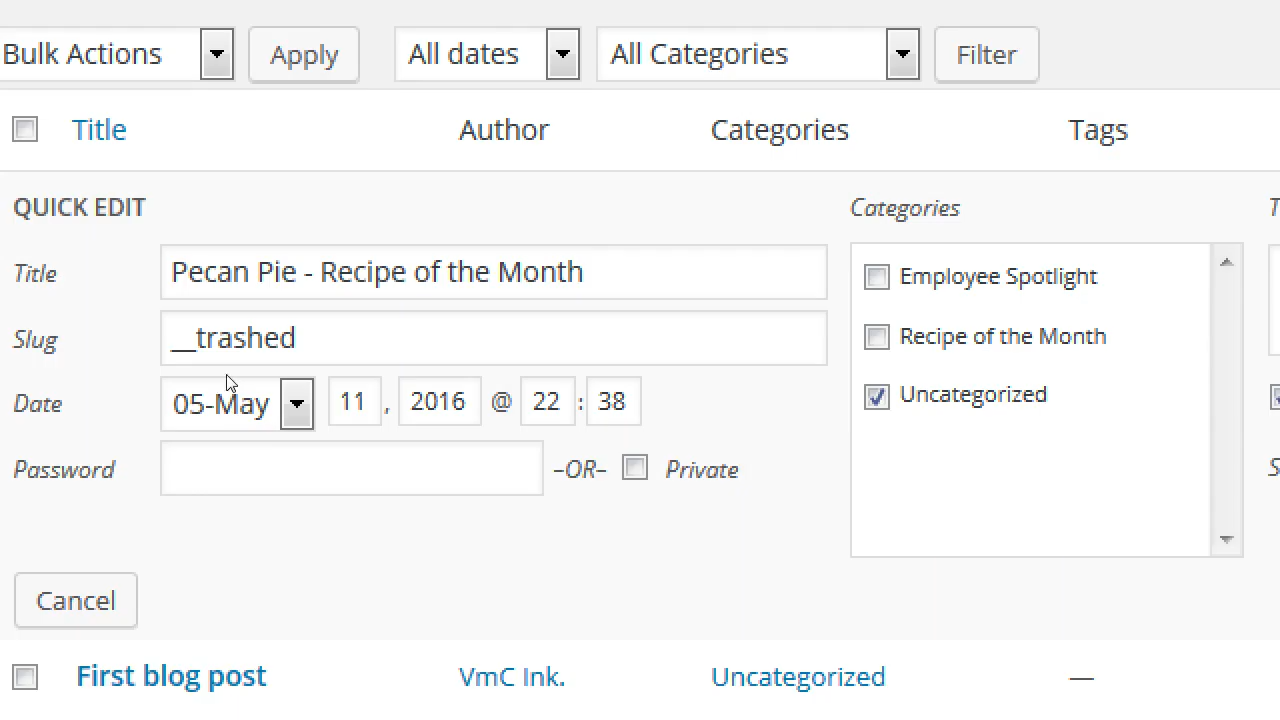 Bulk Actions Apply All dates All Categories Filter
Title Author Categories Tags
QUICK EDIT Categories T
Title Pecan Pie - Recipe of the Month Employee Spotlight
Slug __trashed Recipe of the Month
Date 05-May 11 , 2016 @ 22 : 38 Uncategorized
Password –OR– Private S
Cancel
First blog post VmC Ink. Uncategorized —